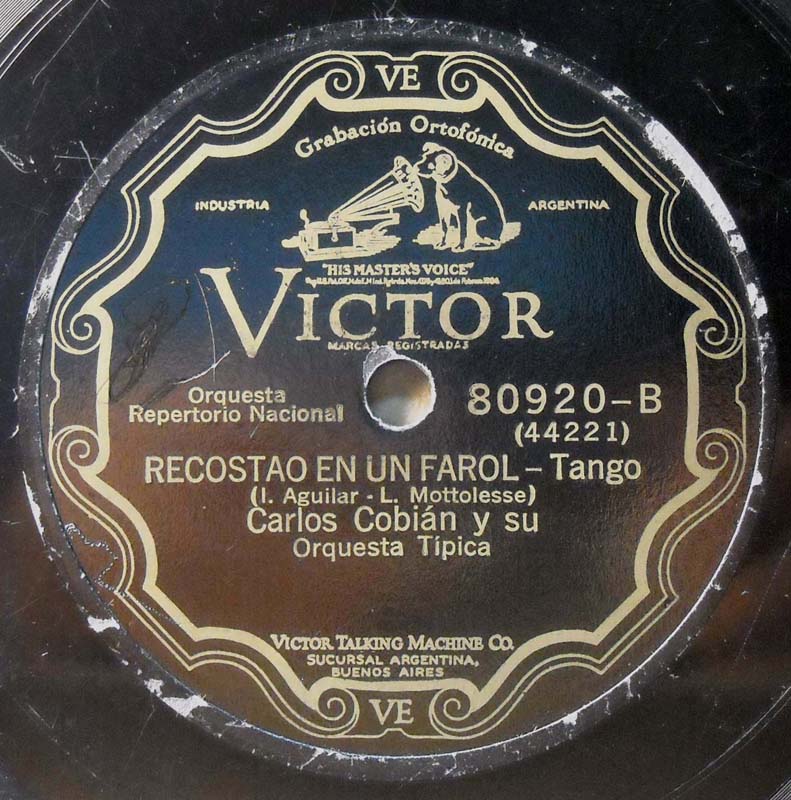 VE
Grabación Ortofónica
INDUSTRIA ARGENTINA
"HIS MASTER'S VOICE"
VICTOR
MARCAS REGISTRADAS
Orquesta
Repertorio Nacional
80920-B
(44221)
RECOSTAO EN UN FAROL - Tango
(I. Aguilar - L. Mottolesse)
Carlos Cobián y su
Orquesta Típica
VICTOR TALKING MACHINE CO.
SUCURSAL ARGENTINA,
BUENOS AIRES
VE